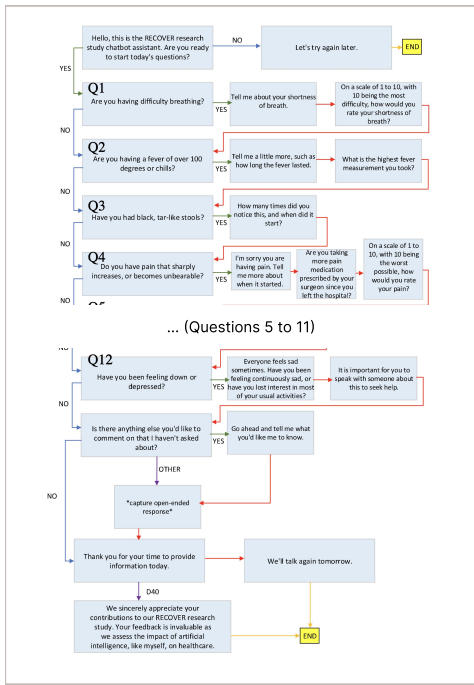 Hello, this is the RECOVER research
study chatbot assistant. Are you ready
to start today's questions?
NO
Let's try again later.
END
YES
Q1
Are you having difficulty breathing?
YES
Tell me about your shortness
of breath.
On a scale of 1 to 10, with
10 being the most
difficulty, how would you
rate your shortness of
breath?
NO
Q2
Are you having a fever of over 100
degrees or chills?
YES
Tell me a little more, such as
how long the fever lasted.
What is the highest fever
measurement you took?
NO
Q3
Have you had black, tar-like stools?
YES
How many times did you
notice this, and when did it
start?
NO
Q4
Do you have pain that sharply
increases, or becomes unbearable?
YES
I'm sorry you are
having pain. Tell
me more about
when it started.
Are you taking
more pain
medication
prescribed by your
surgeon since you
left the hospital?
On a scale of 1 to
10, with 10 being
the worst
possible, how
would you rate
your pain?
NO
... (Questions 5 to 11)
NO
Q12
Have you been feeling down or
depressed?
YES
Everyone feels sad
sometimes. Have you been
feeling continuously sad, or
have you lost interest in most
of your usual activities?
It is important for you to
speak with someone about
this to seek help.
NO
Is there anything else you'd like to
comment on that I haven't asked
about?
YES
Go ahead and tell me what
you'd like me to know.
OTHER
NO
*capture open-ended
response*
Thank you for your time to provide
information today.
We'll talk again tomorrow.
D40
We sincerely appreciate your
contributions to our RECOVER research
study. Your feedback is invaluable as
we assess the impact of artificial
intelligence, like myself, on healthcare.
END